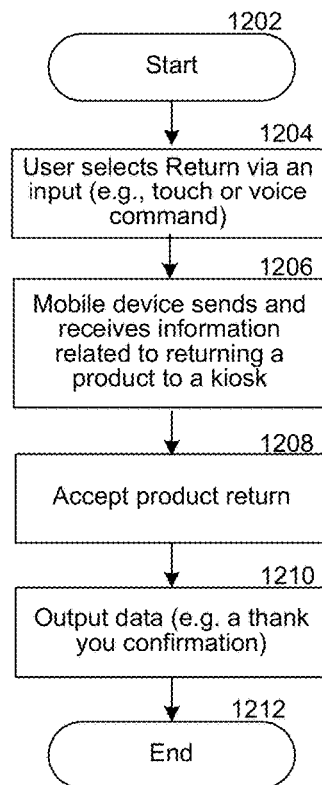 1202
Start
1204
User selects Return via an
input (e.g., touch or voice
command)
1206
Mobile device sends and
receives information
related to returning a
product to a kiosk
1208
Accept product return
1210
Output data (e.g. a thank
you confirmation)
1212
End